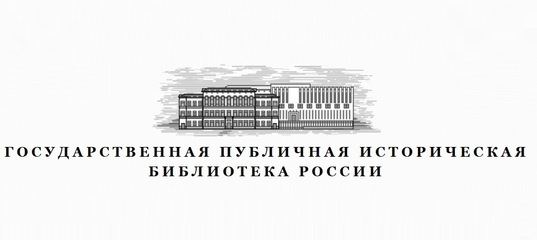 ГОСУДАРСТВЕННАЯ ПУБЛИЧНАЯ ИСТОРИЧЕСКАЯ
БИБЛИОТЕКА РОССИИ